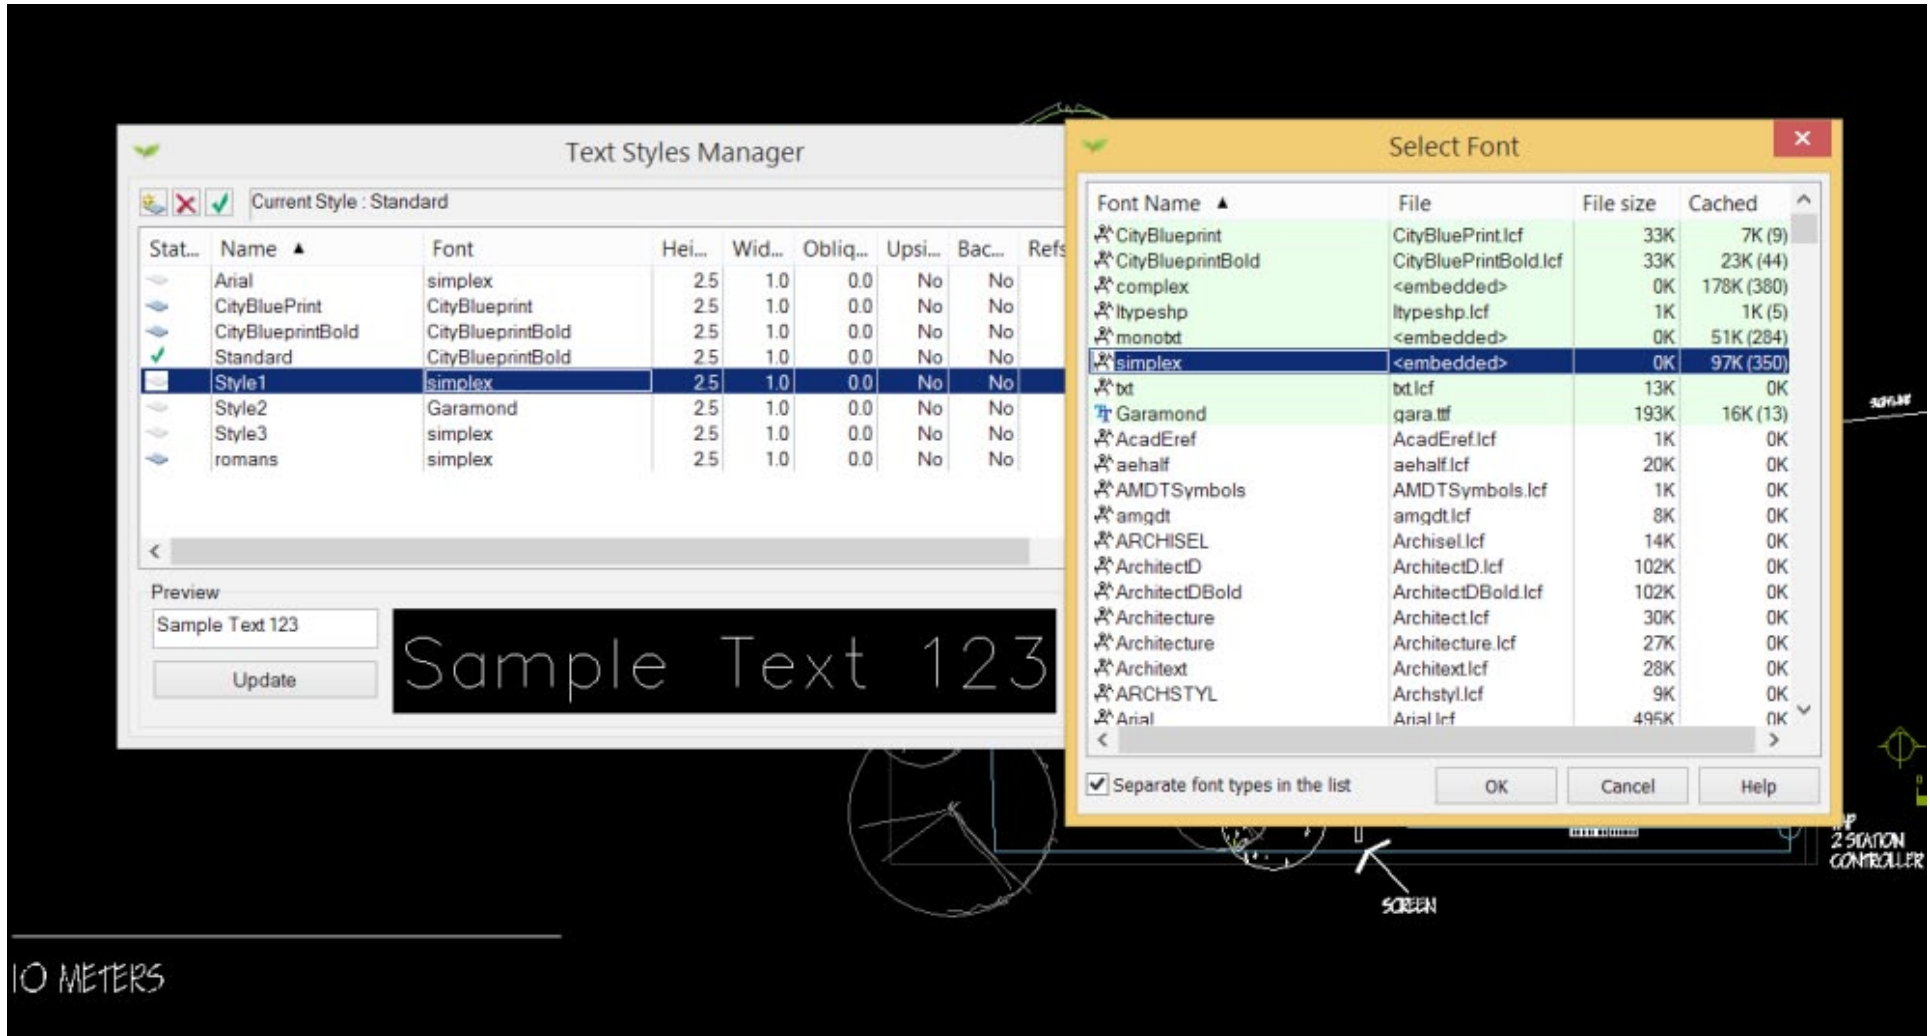 Text Styles Manager
Current Style : Standard
Stat... Name ▲ Font Hei... Wid... Obliq... Upsi... Bac... Refs
Arial simplex 2.5 1.0 0.0 No No
CityBluePrint CityBlueprint 2.5 1.0 0.0 No No
CityBlueprintBold CityBlueprintBold 2.5 1.0 0.0 No No
Standard CityBlueprintBold 2.5 1.0 0.0 No No
Style1 simplex 2.5 1.0 0.0 No No
Style2 Garamond 2.5 1.0 0.0 No No
Style3 simplex 2.5 1.0 0.0 No No
romans simplex 2.5 1.0 0.0 No No
Preview
Sample Text 123
Update
Sample Text 123
Select Font
Font Name ▲ File File size Cached
CityBlueprint CityBluePrint.lcf 33K 7K (9)
CityBlueprintBold CityBluePrintBold.lcf 33K 23K (44)
complex <embedded> 0K 178K (380)
ltypeshp ltypeshp.lcf 1K 1K (5)
monotxt <embedded> 0K 51K (284)
simplex <embedded> 0K 97K (350)
txt txt.lcf 13K 0K
Garamond gara.ttf 193K 16K (13)
AcadEref AcadEref.lcf 1K 0K
aehalf aehalf.lcf 20K 0K
AMDTSymbols AMDTSymbols.lcf 1K 0K
amgdt amgdt.lcf 8K 0K
ARCHISEL Archisel.lcf 14K 0K
ArchitectD ArchitectD.lcf 102K 0K
ArchitectDBold ArchitectDBold.lcf 102K 0K
Architecture Architect.lcf 30K 0K
Architecture Architecture.lcf 27K 0K
Architext Architext.lcf 28K 0K
ARCHSTYL Archstyl.lcf 9K 0K
Arial Arial.lcf 495K 0K
Separate font types in the list
OK
Cancel
Help
2 STATION
CONTROLLER
SCREEN
10 METERS